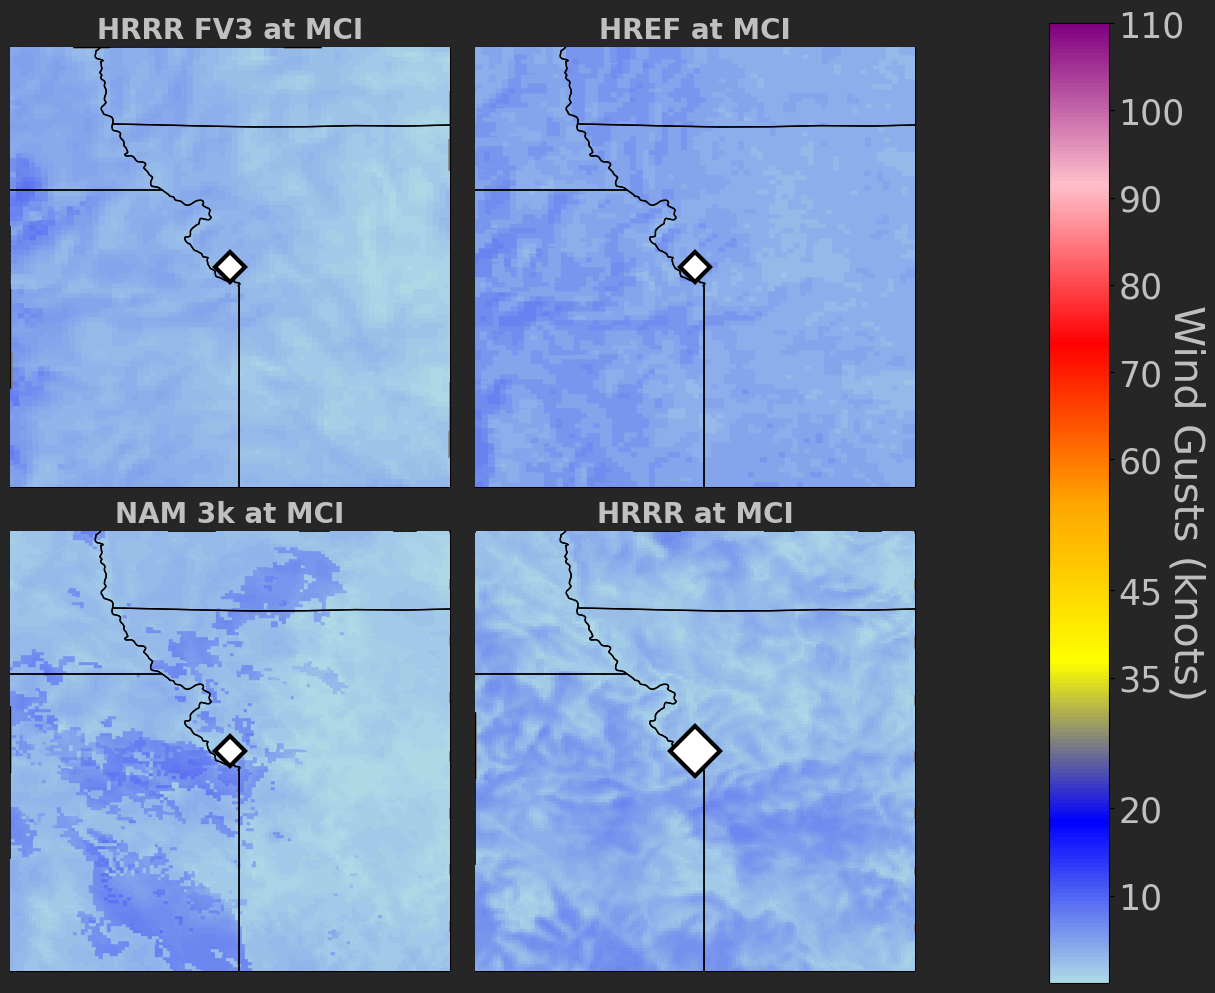 HRRR FV3 at MCI
HREF at MCI
NAM 3k at MCI
HRRR at MCI
110
100
90
80
70
60
45
35
20
10
Wind Gusts (knots)